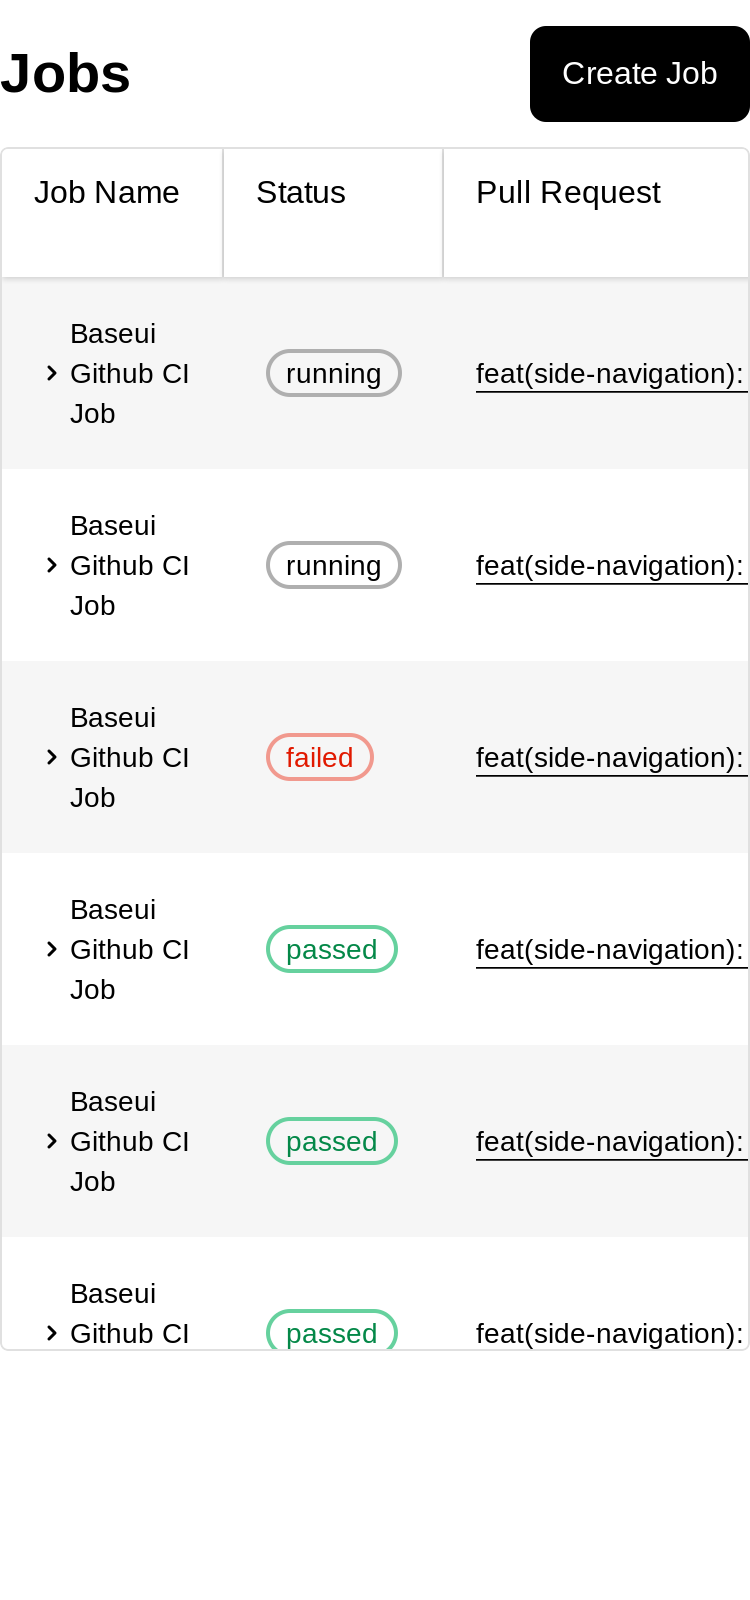 Jobs
Create Job
Job Name
Status
Pull Request
Baseui
Github CI
Job
running
feat(side-navigation):
Baseui
Github CI
Job
running
feat(side-navigation):
Baseui
Github CI
Job
failed
feat(side-navigation):
Baseui
Github CI
Job
passed
feat(side-navigation):
Baseui
Github CI
Job
passed
feat(side-navigation):
Baseui
Github CI
passed
feat(side-navigation):